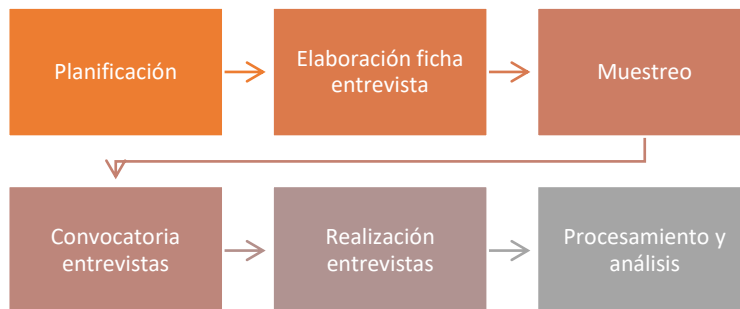 Planificación
Elaboración ficha
entrevista
Muestreo
Convocatoria
entrevistas
Realización
entrevistas
Procesamiento y
análisis